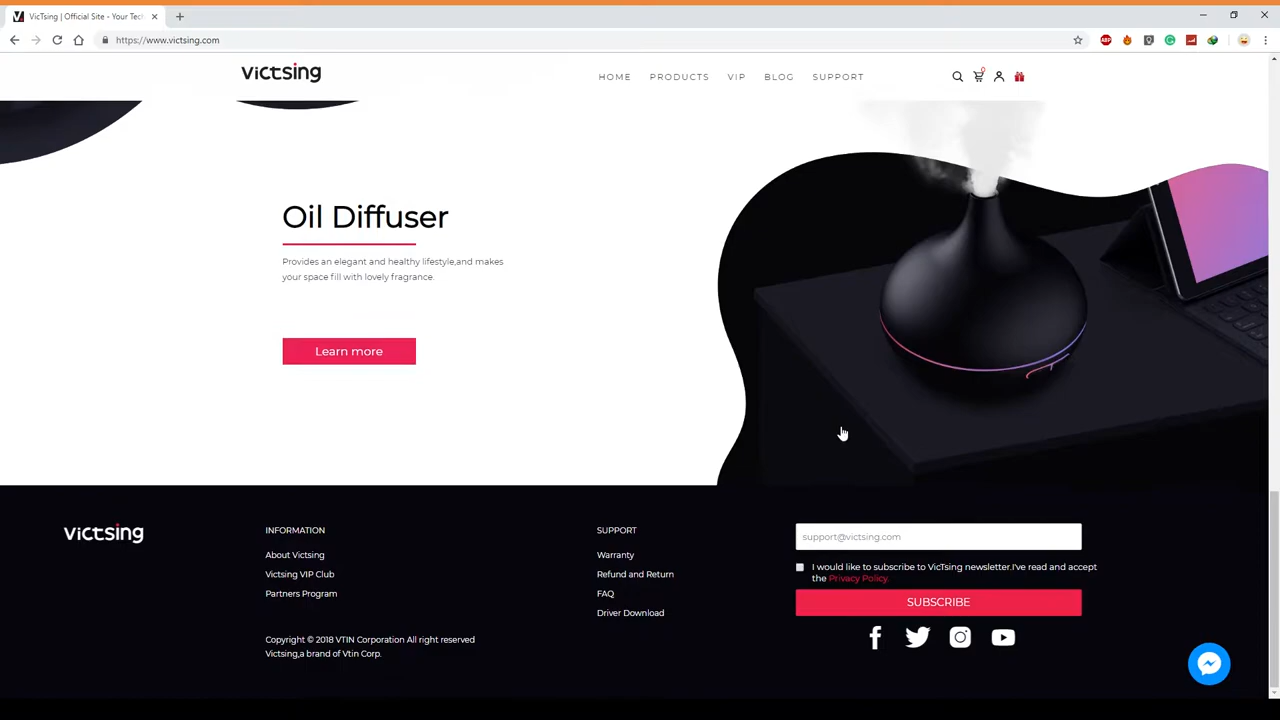 VicTsing | Official Site - Your Tec
https://www.victsing.com
victsing
HOME PRODUCTS VIP BLOG SUPPORT
0
Oil Diffuser
Provides an elegant and healthy lifestyle,and makes
your space fill with lovely fragrance.
Learn more
victsing
INFORMATION
About Victsing
Victsing VIP Club
Partners Program
Copyright © 2018 VTIN Corporation All right reserved
Victsing,a brand of Vtin Corp.
SUPPORT
Warranty
Refund and Return
FAQ
Driver Download
support@victsing.com
I would like to subscribe to VicTsing newsletter.I've read and accept
the Privacy Policy.
SUBSCRIBE